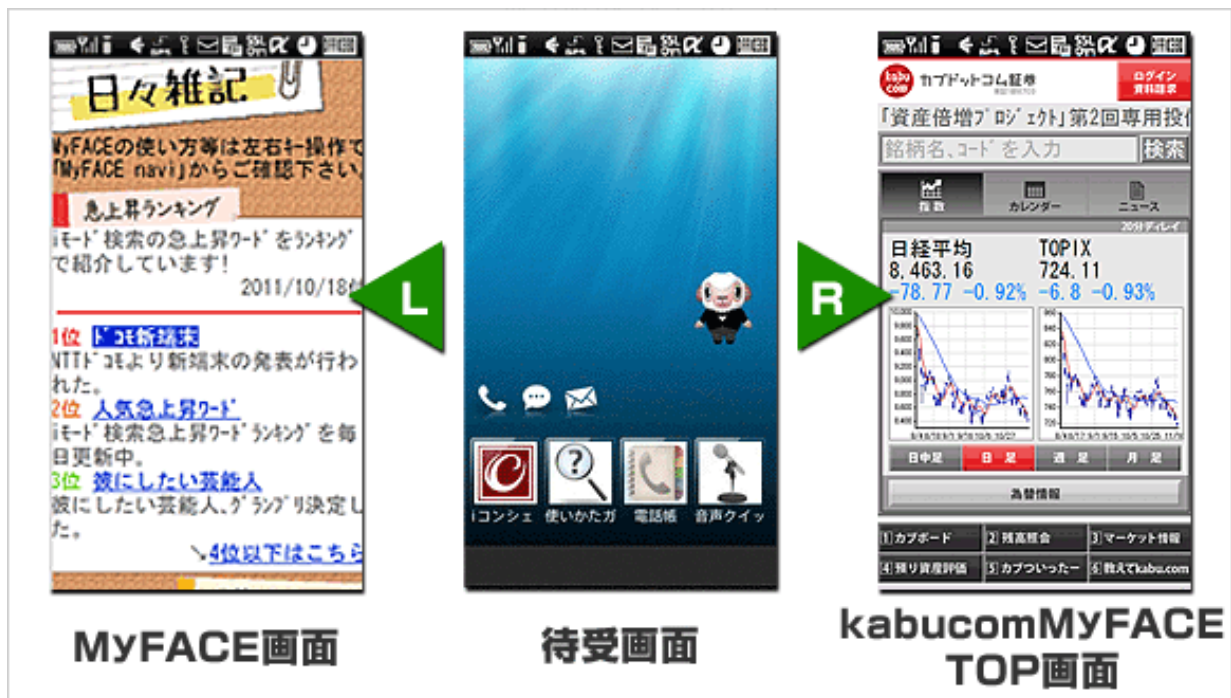 日々雑記
MyFACEの使い方等は左右ｷｰ操作で
「MyFACE navi」からご確認下さい。
急上昇ランキング
iﾓｰﾄﾞ検索の急上昇ﾜｰﾄﾞをﾗﾝｷﾝｸﾞ
で紹介しています!
2011/10/18付
1位 ﾄﾞｺﾓ新端末
NTTﾄﾞｺﾓより新端末の発表が行わ
れた。
2位 人気急上昇ﾜｰﾄﾞ
iﾓｰﾄﾞ検索急上昇ﾜｰﾄﾞﾗﾝｷﾝｸﾞを毎
日更新中。
3位 彼にしたい芸能人
彼にしたい芸能人､ｸﾞﾗﾝﾌﾟﾘ決定し
た。
↘4位以下はこちら
MyFACE画面
L
iコンシェ 使いかたガ 電話帳 音声クイッ
待受画面
R
kabu.com カブドットコム証券
ログイン
資料請求
「資産倍増ﾌﾟﾛｼﾞｪｸﾄ」第2回専用投信
銘柄名､ｺｰﾄﾞを入力 検索
指数 カレンダー ニュース
20分ディレイ
日経平均 TOPIX
8,463.16 724.11
-78.77 -0.92% -6.8 -0.93%
日中足 日 足 週 足 月 足
為替情報
1 カブボード 2 残高照会 3 マーケット情報
4 預り資産評価 5 カブついったー 6 教えてkabu.com
kabucomMyFACE
TOP画面